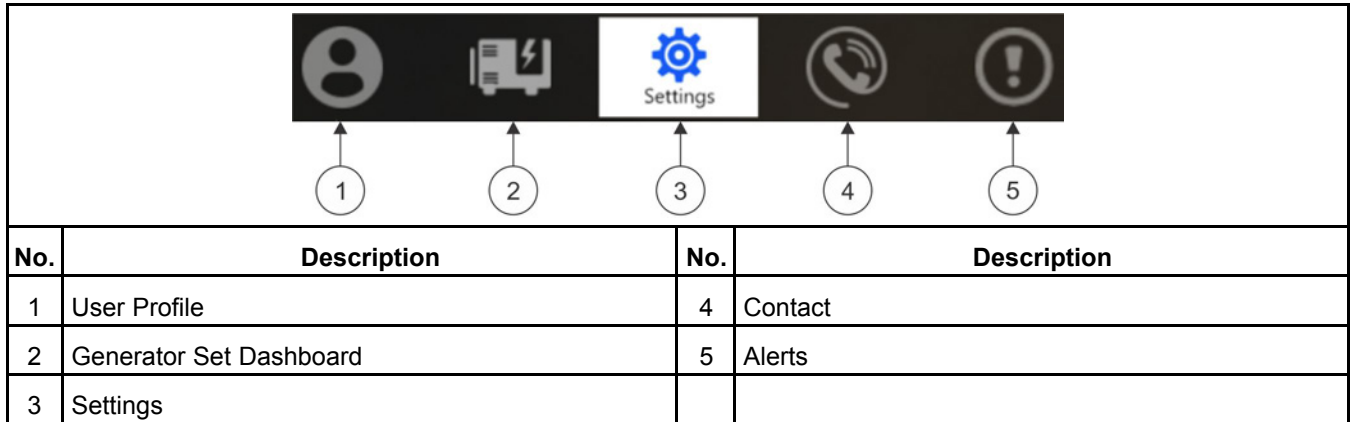 Settings
1 2 3 4 5
No. Description No. Description
1 User Profile 4 Contact
2 Generator Set Dashboard 5 Alerts
3 Settings